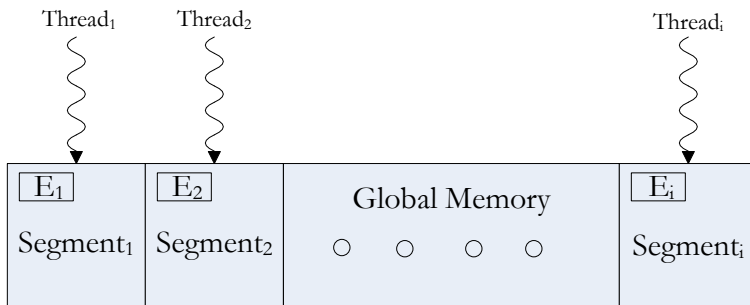 Thread₁ Thread₂ Threadᵢ
E₁ E₂ Eᵢ
Global Memory
Segment₁ Segment₂ Segmentᵢ